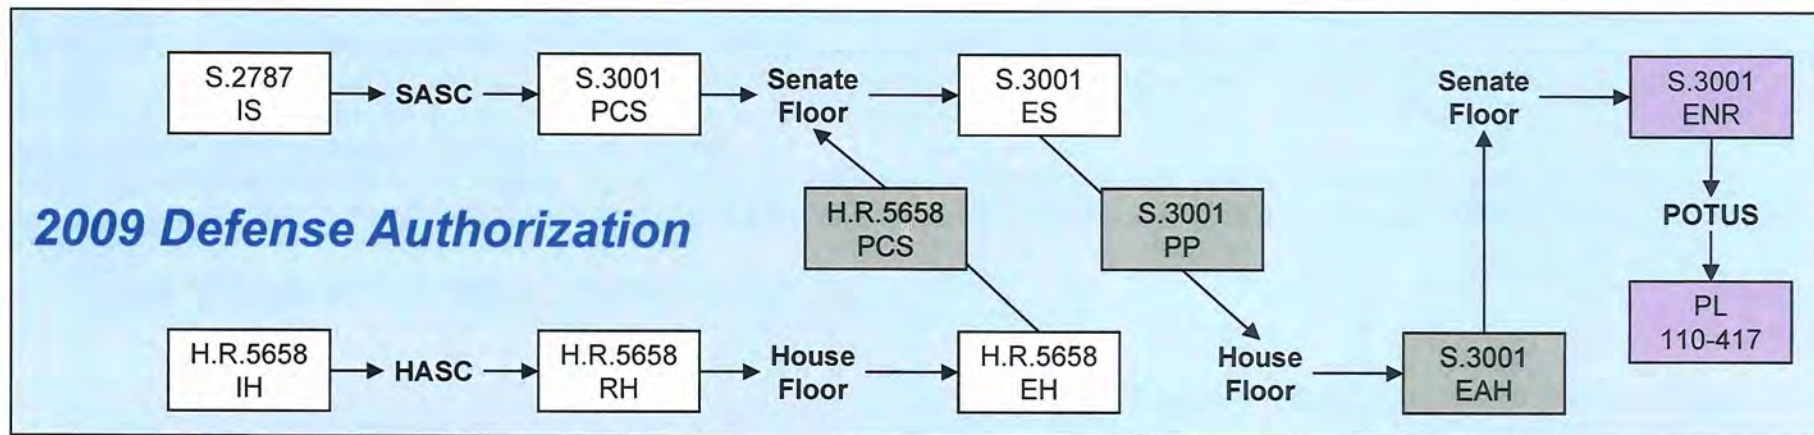 S.2787
IS
SASC
S.3001
PCS
Senate
Floor
S.3001
ES
Senate
Floor
S.3001
ENR
2009 Defense Authorization
H.R.5658
PCS
S.3001
PP
POTUS
H.R.5658
IH
HASC
H.R.5658
RH
House
Floor
H.R.5658
EH
House
Floor
S.3001
EAH
PL
110-417